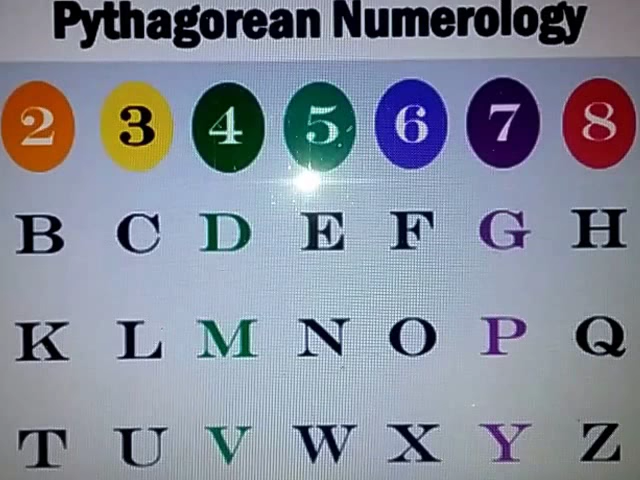 Pythagorean Numerology
2 3 4 5 6 7 8
B C D E F G H
K L M N O P Q
T U V W X Y Z